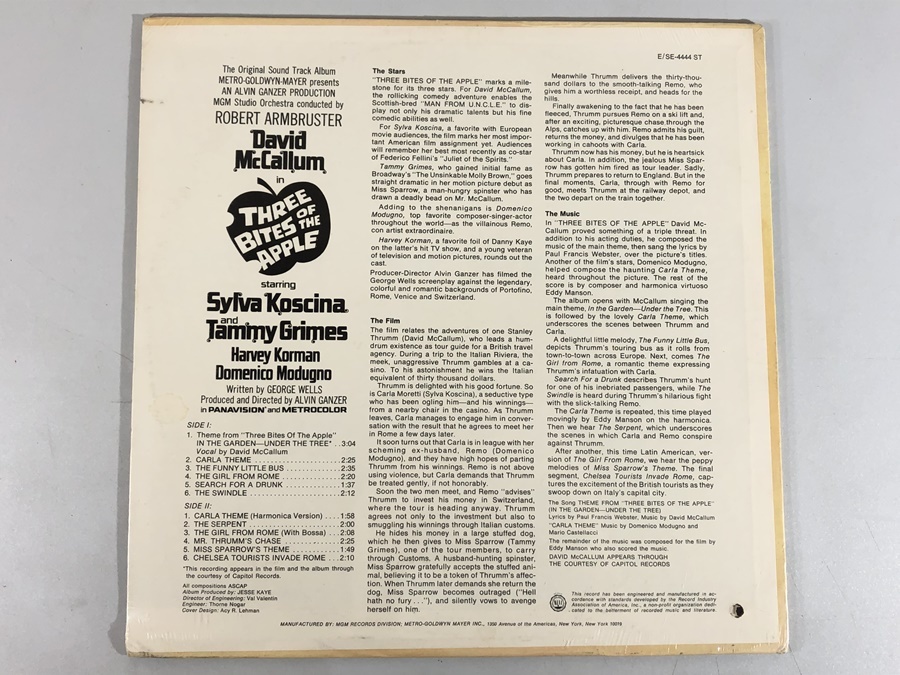 E/SE-4444 ST
The Original Sound Track Album
METRO-GOLDWYN-MAYER presents
AN ALVIN GANZER PRODUCTION
MGM Studio Orchestra conducted by
ROBERT ARMBRUSTER
David
McCallum
in
THREE
BITES OF
THE
APPLE
starring
Sylva Koscina
and
Tammy Grimes
Harvey Korman
Domenico Modugno
Written by GEORGE WELLS
Produced and Directed by ALVIN GANZER
in PANAVISION® and METROCOLOR
SIDE I:
1. Theme from "Three Bites Of The Apple"
IN THE GARDEN—UNDER THE TREE* . .3:04
Vocal by David McCallum
2. CARLA THEME . . . . . . . . . . . . . . . . . . . . . .2:25
3. THE FUNNY LITTLE BUS . . . . . . . . . . . . . .2:35
4. THE GIRL FROM ROME . . . . . . . . . . . . . . .2:20
5. SEARCH FOR A DRUNK . . . . . . . . . . . . . . .1:37
6. THE SWINDLE . . . . . . . . . . . . . . . . . . . . . .2:12
SIDE II:
1. CARLA THEME (Harmonica Version) . . . .1:58
2. THE SERPENT . . . . . . . . . . . . . . . . . . . . . .2:00
3. THE GIRL FROM ROME (With Bossa) . . .2:08
4. MR. THRUMM'S CHASE . . . . . . . . . . . . . . .2:25
5. MISS SPARROW'S THEME . . . . . . . . . . . . .1:49
6. CHELSEA TOURISTS INVADE ROME . . .2:10
*This recording appears in the film and the album through
the courtesy of Capitol Records.
All compositions ASCAP
Album Produced by: JESSE KAYE
Director of Engineering: Val Valentin
Engineer: Thorne Nogar
Cover Design: Acy R. Lehman
The Stars
"THREE BITES OF THE APPLE" marks a mile-
stone for its three stars. For David McCallum,
the rollicking comedy adventure enables the
Scottish-bred "MAN FROM U.N.C.L.E." to dis-
play not only his dramatic talents but his fine
comedic abilities as well.
For Sylva Koscina, a favorite with European
movie audiences, the film marks her most impor-
tant American film assignment yet. Audiences
will remember her best most recently as co-star
of Federico Fellini's "Juliet of the Spirits."
Tammy Grimes, who gained initial fame as
Broadway's "The Unsinkable Molly Brown," goes
straight dramatic in her motion picture debut as
Miss Sparrow, a man-hungry spinster who has
drawn a deadly bead on Mr. McCallum.
Adding to the shenanigans is Domenico
Modugno, top favorite composer-singer-actor
throughout the world—as the villainous Remo,
con artist extraordinaire.
Harvey Korman, a favorite foil of Danny Kaye
on the latter's hit TV show, and a young veteran
of television and motion pictures, rounds out the
cast.
Producer-Director Alvin Ganzer has filmed the
George Wells screenplay against the legendary,
colorful and romantic backgrounds of Portofino,
Rome, Venice and Switzerland.
The Film
The film relates the adventures of one Stanley
Thrumm (David McCallum), who leads a hum-
drum existence as tour guide for a British travel
agency. During a trip to the Italian Riviera, the
meek, unaggressive Thrumm gambles at a ca-
sino. To his astonishment he wins the Italian
equivalent of thirty thousand dollars.
Thrumm is delighted with his good fortune. So
is Carla Moretti (Sylva Koscina), a seductive type
who has been ogling him—and his winnings—
from a nearby chair in the casino. As Thrumm
leaves, Carla manages to engage him in conver-
sation with the result that he agrees to meet her
in Rome a few days later.
It soon turns out that Carla is in league with her
scheming ex-husband, Remo (Domenico
Modugno), and they have high hopes of parting
Thrumm from his winnings. Remo is not above
using violence, but Carla demands that Thrumm
be treated gently, if not honorably.
Soon the two men meet, and Remo "advises"
Thrumm to invest his money in Switzerland,
where the tour is heading anyway. Thrumm
agrees not only to the investment but also to
smuggling his winnings through Italian customs.
He hides his money in a large stuffed dog,
which he then gives to Miss Sparrow (Tammy
Grimes), one of the tour members, to carry
through Customs. A husband-hunting spinster,
Miss Sparrow gratefully accepts the stuffed ani-
mal, believing it to be a token of Thrumm's affec-
tion. When Thrumm later demands she return the
dog, Miss Sparrow becomes outraged ("Hell
hath no fury . . ."), and silently vows to avenge
herself on him.
Meanwhile Thrumm delivers the thirty-thou-
sand dollars to the smooth-talking Remo, who
gives him a worthless receipt, and heads for the
hills.
Finally awakening to the fact that he has been
fleeced, Thrumm pursues Remo on a ski lift and,
after an exciting, picturesque chase through the
Alps, catches up with him. Remo admits his guilt,
returns the money, and divulges that he has been
working in cahoots with Carla.
Thrumm now has his money, but he is heartsick
about Carla. In addition, the jealous Miss Spar-
row has gotten him fired as tour leader. Sadly,
Thrumm prepares to return to England. But in the
final moments, Carla, through with Remo for
good, meets Thrumm at the railway depot, and
the two depart on the train together.
The Music
In "THREE BITES OF THE APPLE" David Mc-
Callum proved something of a triple threat. In
addition to his acting duties, he composed the
music of the main theme, then sang the lyrics by
Paul Francis Webster, over the picture's titles.
Another of the film's stars, Domenico Modugno,
helped compose the haunting Carla Theme,
heard throughout the picture. The rest of the
score is by composer and harmonica virtuoso
Eddy Manson.
The album opens with McCallum singing the
main theme, In the Garden—Under the Tree. This
is followed by the lovely Carla Theme, which
underscores the scenes between Thrumm and
Carla.
A delightful little melody, The Funny Little Bus,
depicts Thrumm's touring bus as it rolls from
town-to-town across Europe. Next, comes The
Girl from Rome, a romantic theme expressing
Thrumm's infatuation with Carla.
Search For a Drunk describes Thrumm's hunt
for one of his inebriated passengers, while The
Swindle is heard during Thrumm's hilarious fight
with the slick-talking Remo.
The Carla Theme is repeated, this time played
movingly by Eddy Manson on the harmonica.
Then we hear The Serpent, which underscores
the scenes in which Carla and Remo conspire
against Thrumm.
After another, this time Latin American, ver-
sion of The Girl From Rome, we hear the peppy
melodies of Miss Sparrow's Theme. The final
segment, Chelsea Tourists Invade Rome, cap-
tures the excitement of the British tourists as they
swoop down on Italy's capital city.
The Song THEME FROM "THREE BITES OF THE APPLE"
(IN THE GARDEN—UNDER THE TREE)
Lyrics by Paul Francis Webster, Music by David McCallum
"CARLA THEME" Music by Domenico Modugno and
Mario Castellacci
The remainder of the music was composed for the film by
Eddy Manson who also scored the music.
DAVID McCALLUM APPEARS THROUGH
THE COURTESY OF CAPITOL RECORDS
This record has been engineered and manufactured in ac-
cordance with standards developed by the Record Industry
Association of America, Inc., a non-profit organization dedi-
cated to the betterment of recorded music and literature.
MANUFACTURED BY: MGM RECORDS DIVISION; METRO-GOLDWYN MAYER INC., 1350 Avenue of the Americas, New York, New York 10019